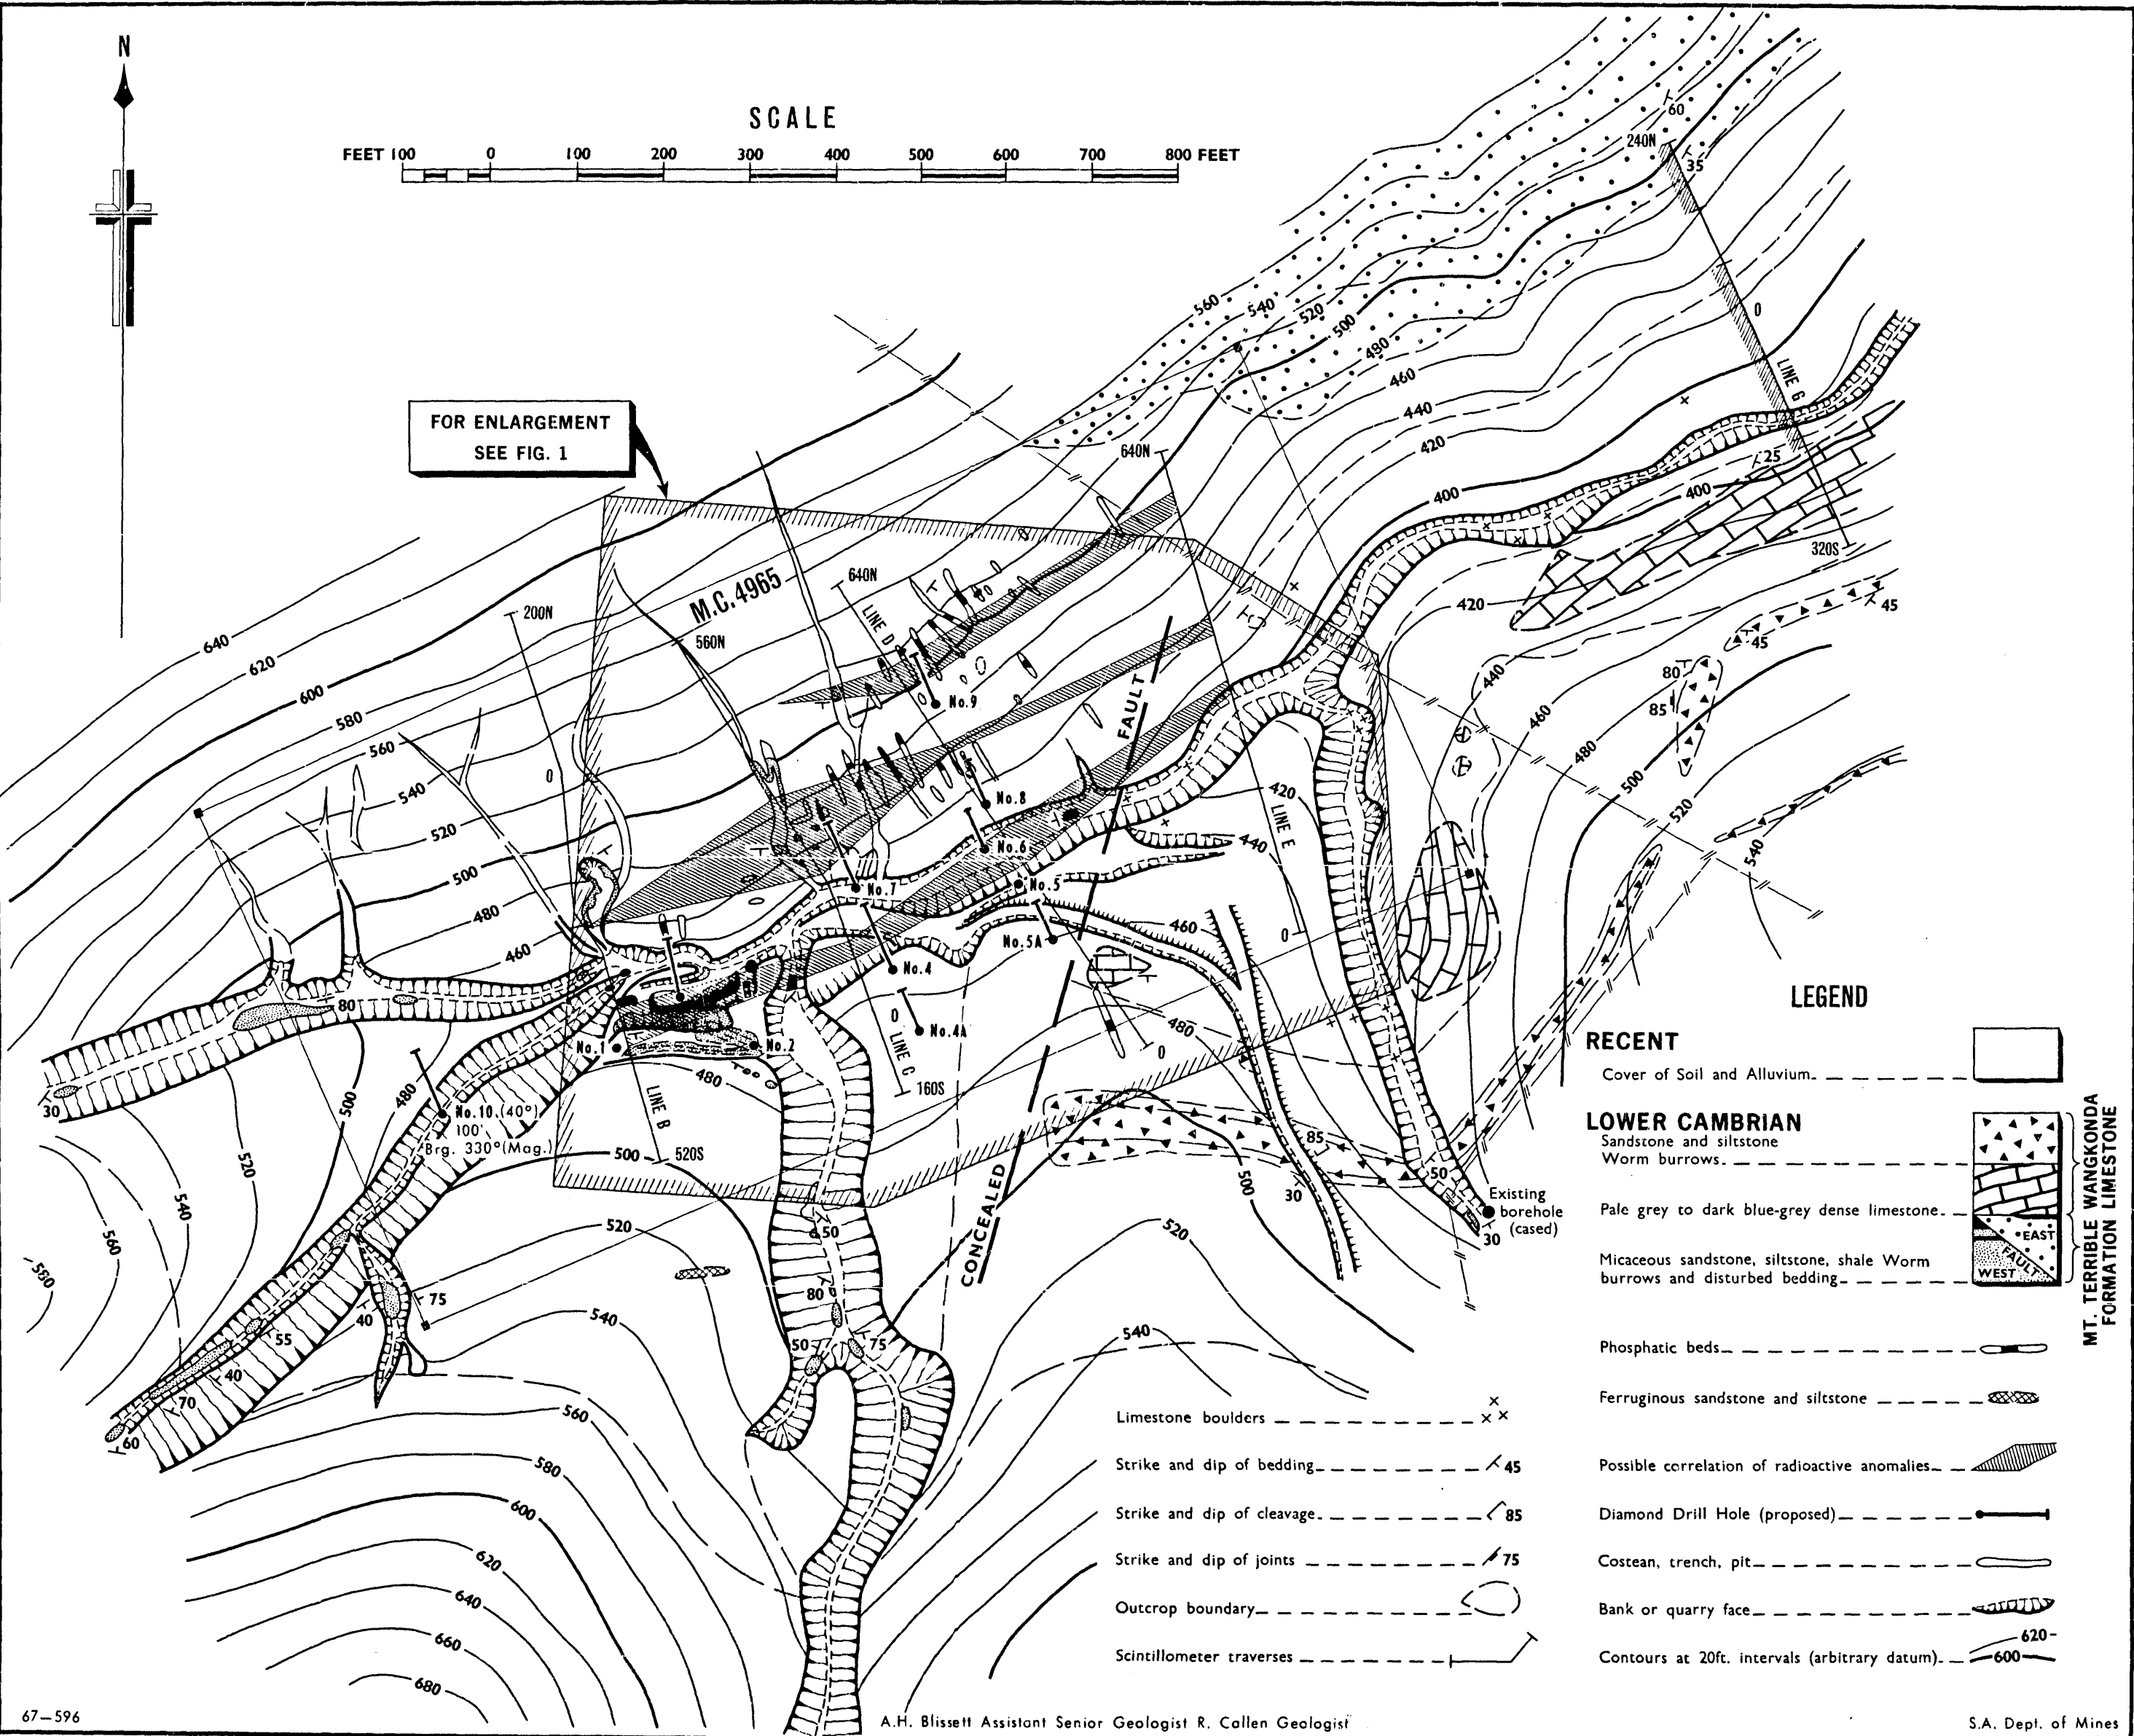 N
SCALE
FEET 100 0 100 200 300 400 500 600 700 800 FEET
60
240N
35
560
540
520
500
480
460
440
420
400
0
LINE G
25
400
320S
FOR ENLARGEMENT
SEE FIG. 1
640N
M.C.4965
640N
LINE D
200N
560N
640
620
600
580
560
540
520
500
480
460
0
No.9
FAULT
No.8
No.6
No.7
No.5
No.5A
No.4
No.4A
420
440
LINE E
0
460
480
0
420
45
45
80
85
440
460
480
500
520
540
80
30
No.1
No.2
480
0
LINE C
160S
LINE B
520S
500
480
500
No.10.(40°)
100'
Brg. 330°(Mag.)
520
540
560
580
CONCEALED
85
30
500
50
30
Existing
borehole
(cased)
50
80
50
75
520
540
520
540
75
40
55
40
70
60
560
580
600
620
640
660
680
LEGEND
RECENT
Cover of Soil and Alluvium
LOWER CAMBRIAN
Sandstone and siltstone
Worm burrows
Pale grey to dark blue-grey dense limestone
Micaceous sandstone, siltstone, shale Worm
burrows and disturbed bedding
EAST
FAULT
WEST
MT. TERRIBLE WANGKONDA
FORMATION LIMESTONE
Phosphatic beds
Ferruginous sandstone and siltstone
Possible correlation of radioactive anomalies
Diamond Drill Hole (proposed)
Costean, trench, pit
Bank or quarry face
Contours at 20ft. intervals (arbitrary datum)
620
600
Limestone boulders
Strike and dip of bedding 45
Strike and dip of cleavage 85
Strike and dip of joints 75
Outcrop boundary
Scintillometer traverses
67—596
A.H. Blissett Assistant Senior Geologist R. Callen Geologist
S.A. Dept. of Mines